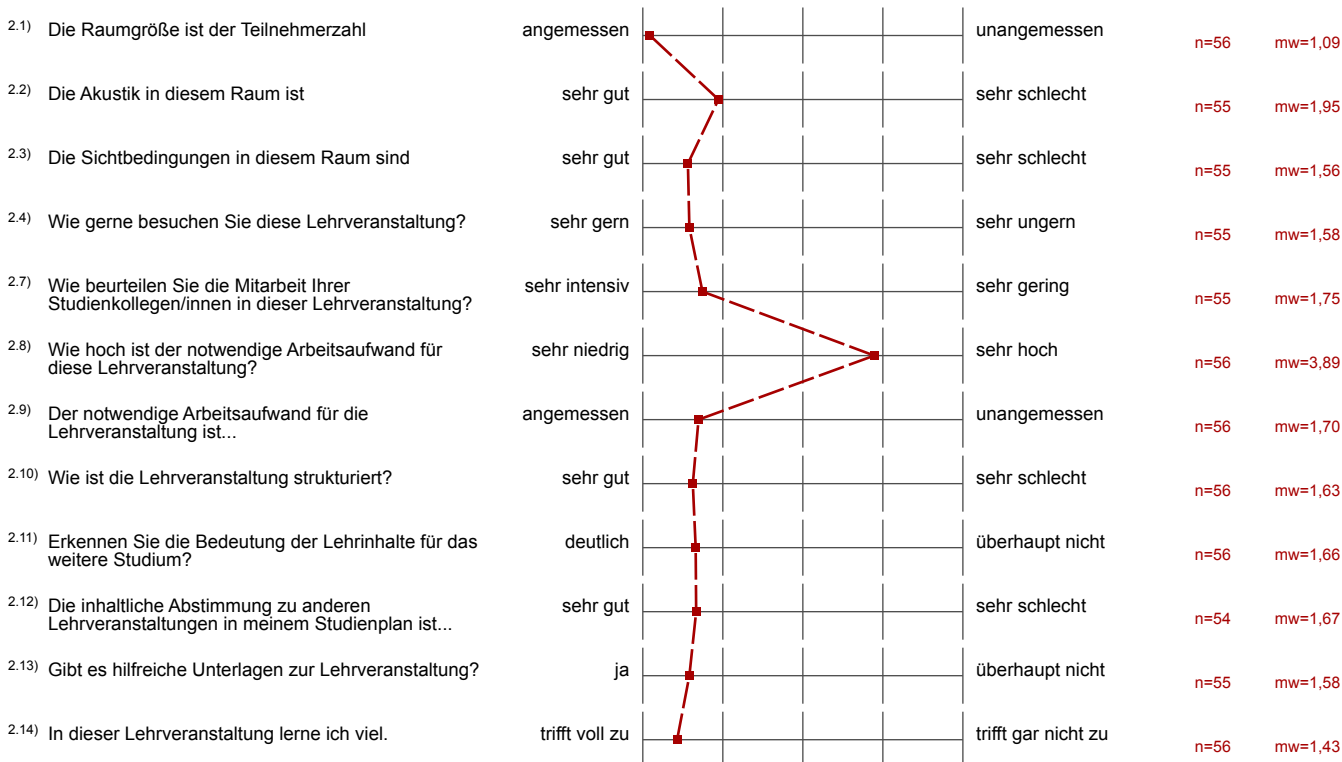 2.1) Die Raumgröße ist der Teilnehmerzahl angemessen unangemessen n=56 mw=1,09
2.2) Die Akustik in diesem Raum ist sehr gut sehr schlecht n=55 mw=1,95
2.3) Die Sichtbedingungen in diesem Raum sind sehr gut sehr schlecht n=55 mw=1,56
2.4) Wie gerne besuchen Sie diese Lehrveranstaltung? sehr gern sehr ungern n=55 mw=1,58
2.7) Wie beurteilen Sie die Mitarbeit Ihrer sehr intensiv sehr gering n=55 mw=1,75
Studienkollegen/innen in dieser Lehrveranstaltung?
2.8) Wie hoch ist der notwendige Arbeitsaufwand für sehr niedrig sehr hoch n=56 mw=3,89
diese Lehrveranstaltung?
2.9) Der notwendige Arbeitsaufwand für die angemessen unangemessen n=56 mw=1,70
Lehrveranstaltung ist...
2.10) Wie ist die Lehrveranstaltung strukturiert? sehr gut sehr schlecht n=56 mw=1,63
2.11) Erkennen Sie die Bedeutung der Lehrinhalte für das deutlich überhaupt nicht n=56 mw=1,66
weitere Studium?
2.12) Die inhaltliche Abstimmung zu anderen sehr gut sehr schlecht n=54 mw=1,67
Lehrveranstaltungen in meinem Studienplan ist...
2.13) Gibt es hilfreiche Unterlagen zur Lehrveranstaltung? ja überhaupt nicht n=55 mw=1,58
2.14) In dieser Lehrveranstaltung lerne ich viel. trifft voll zu trifft gar nicht zu n=56 mw=1,43